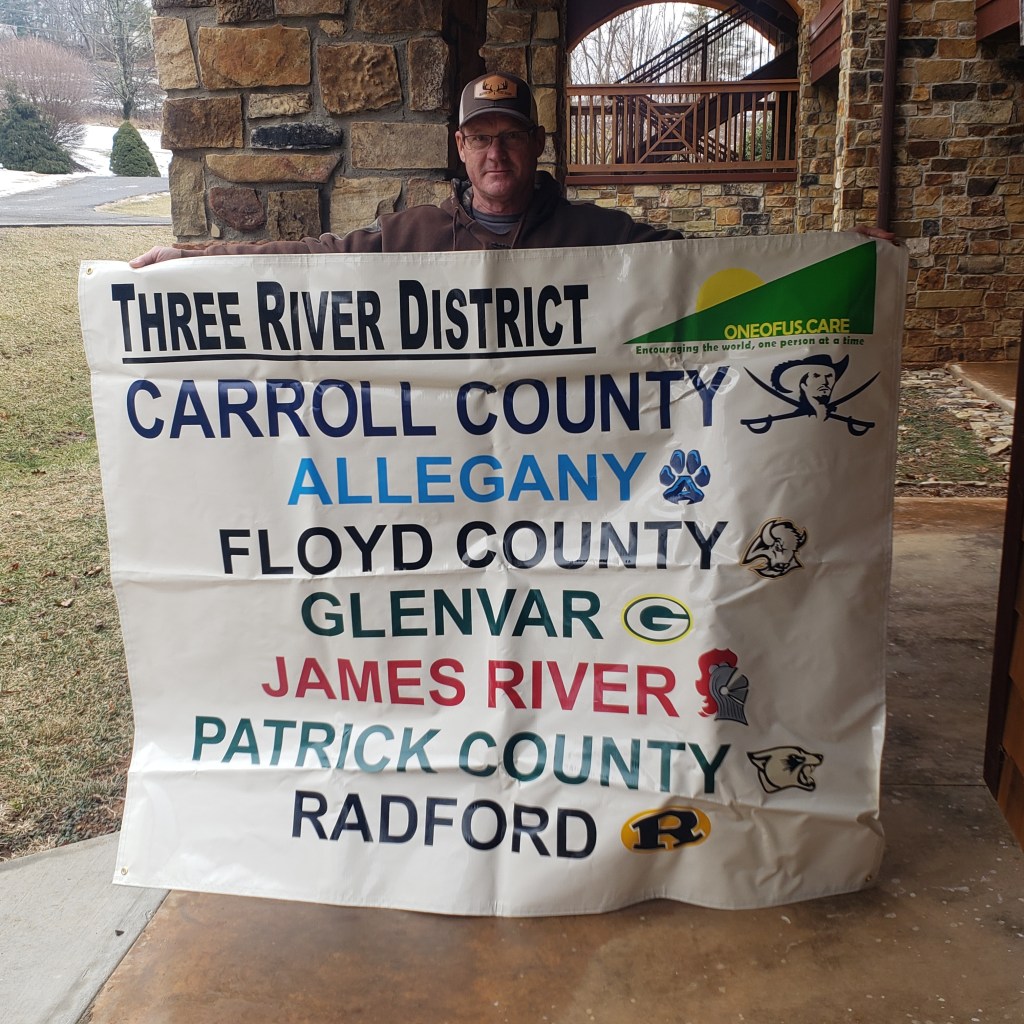 THREE RIVER DISTRICT
ONEOFUS.CARE
Encouraging the world, one person at a time
CARROLL COUNTY
ALLEGANY
A
FLOYD COUNTY
GLENVAR
G
JAMES RIVER
PATRICK COUNTY
RADFORD
R